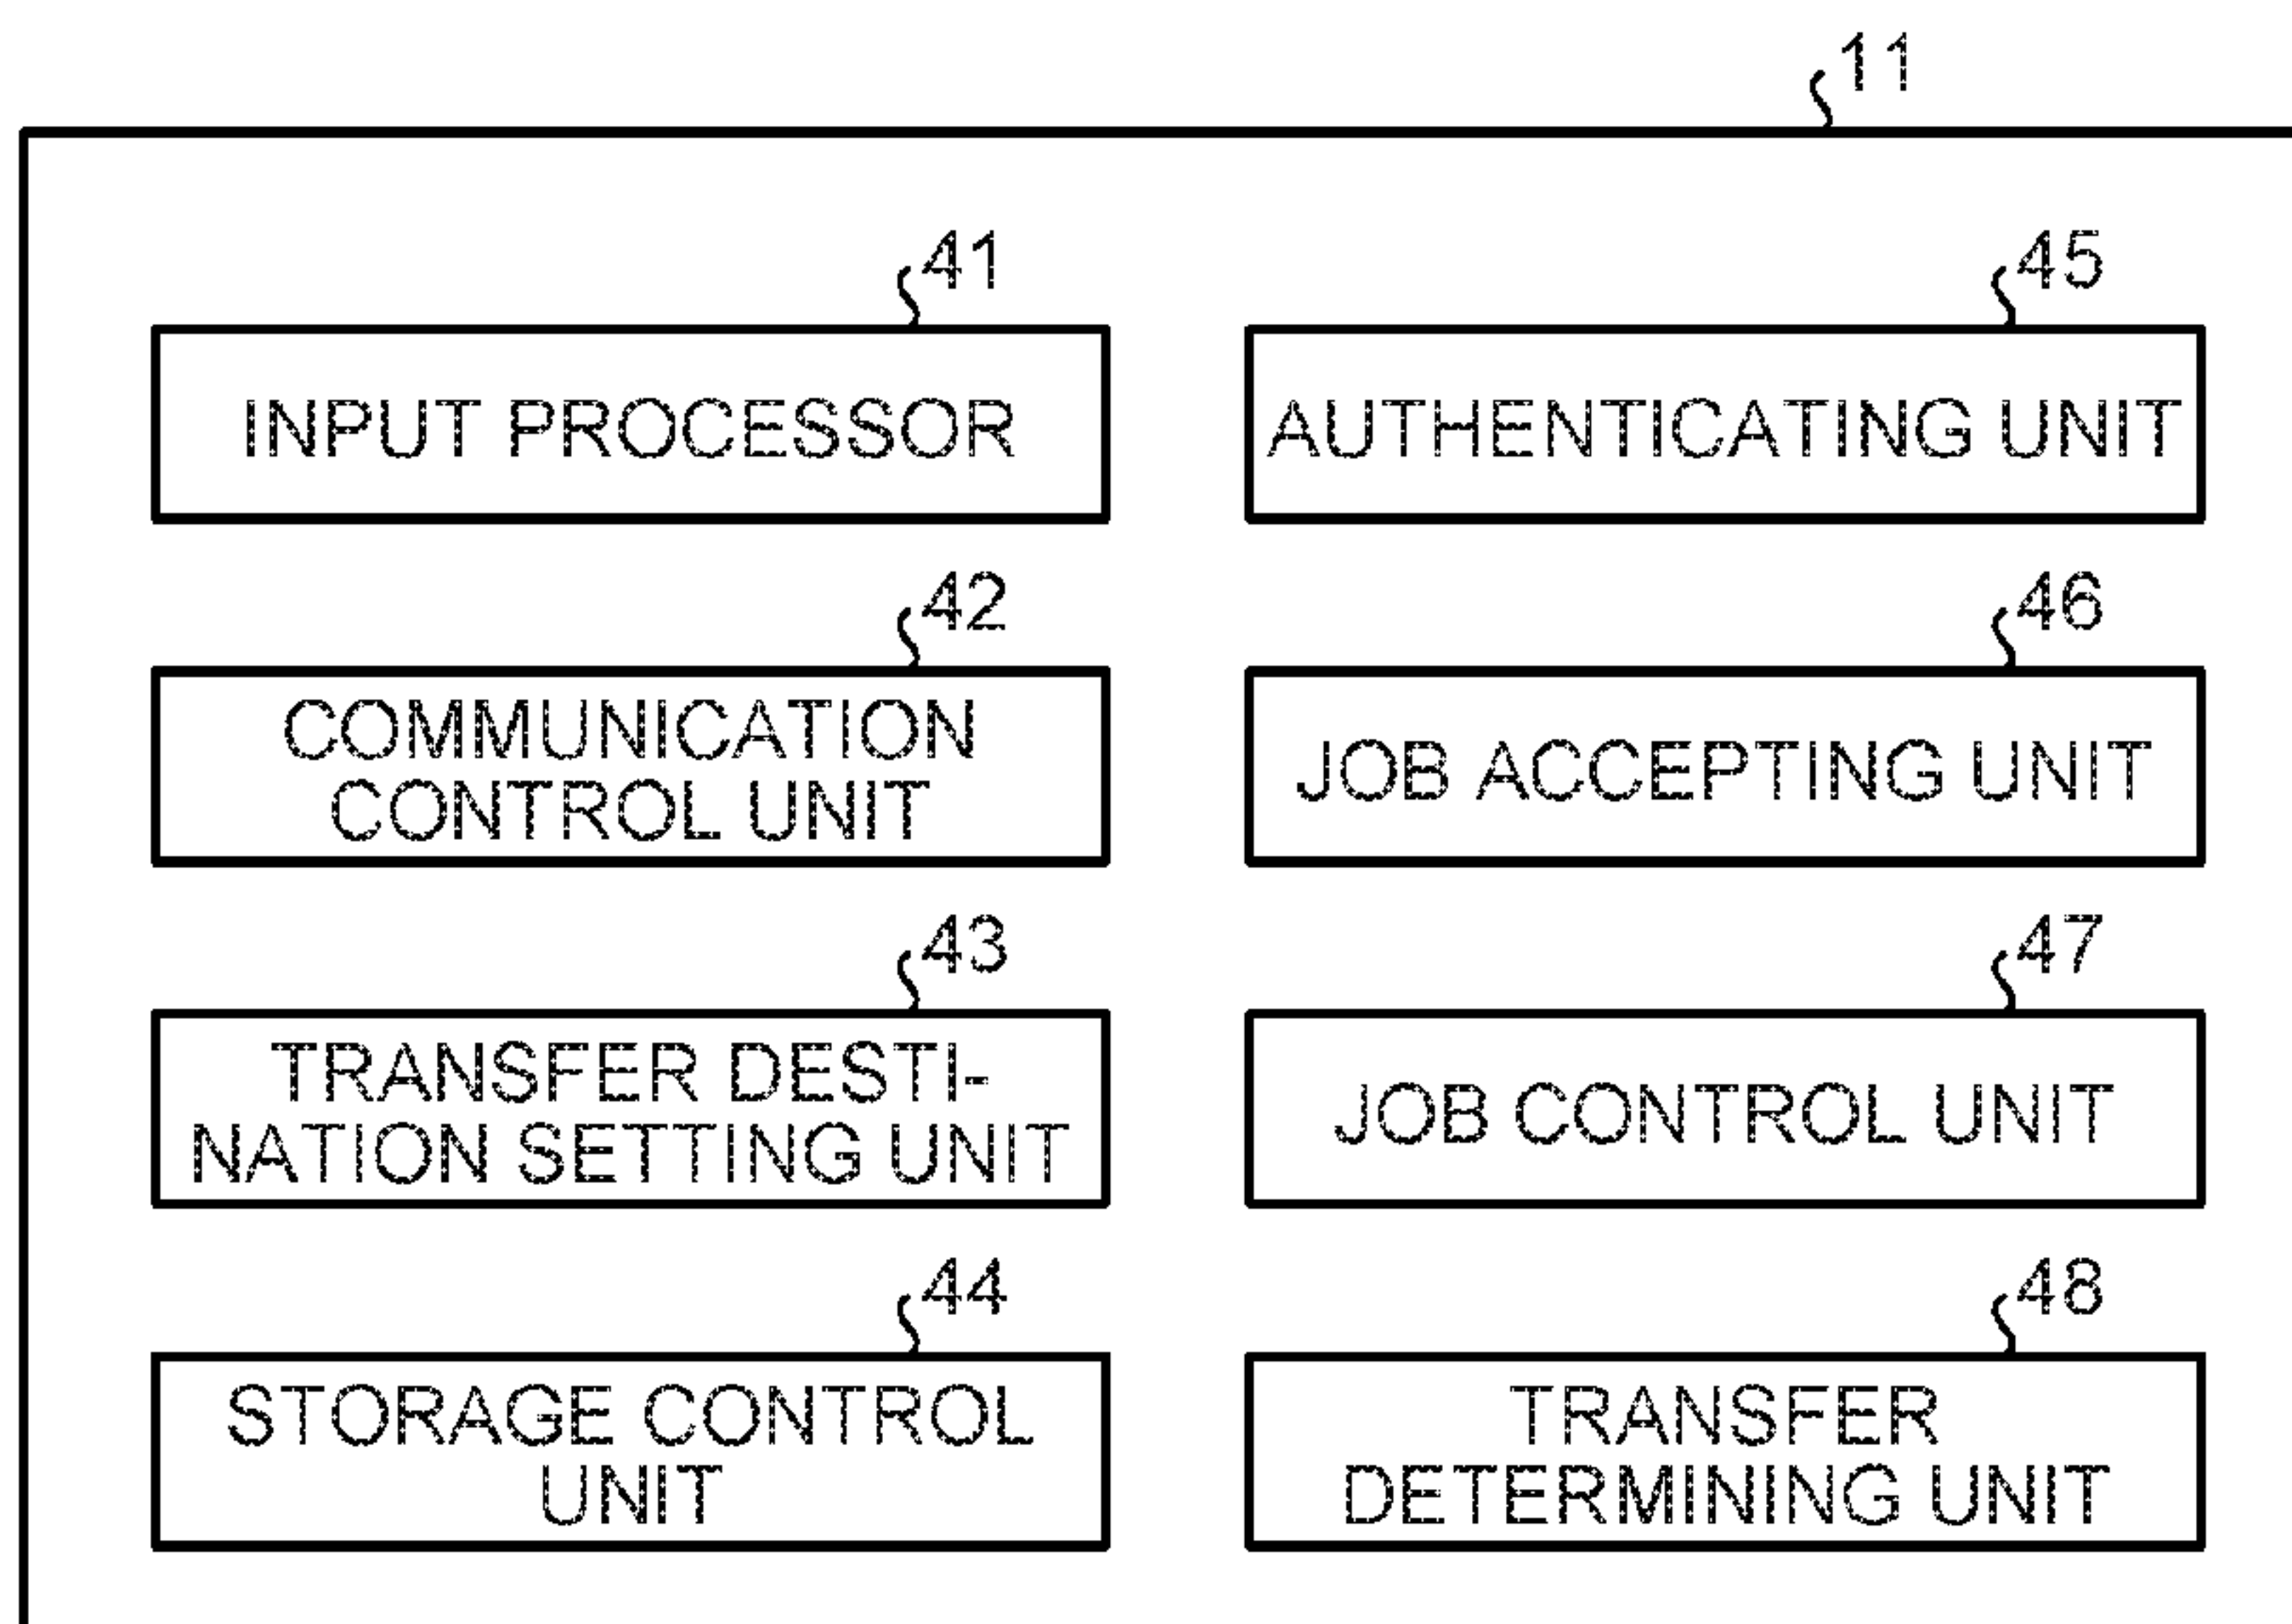 11
41
INPUT PROCESSOR
45
AUTHENTICATING UNIT
42
COMMUNICATION
CONTROL UNIT
46
JOB ACCEPTING UNIT
43
TRANSFER DESTI-
NATION SETTING UNIT
47
JOB CONTROL UNIT
44
STORAGE CONTROL
UNIT
48
TRANSFER
DETERMINING UNIT